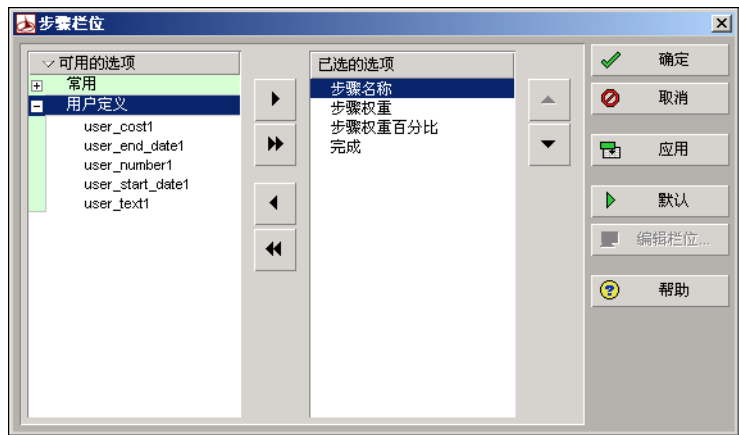 步骤栏位
可用的选项
常用
用户定义
user_cost1
user_end_date1
user_number1
user_start_date1
user_text1
已选的选项
步骤名称
步骤权重
步骤权重百分比
完成
确定
取消
应用
默认
编辑栏位...
帮助